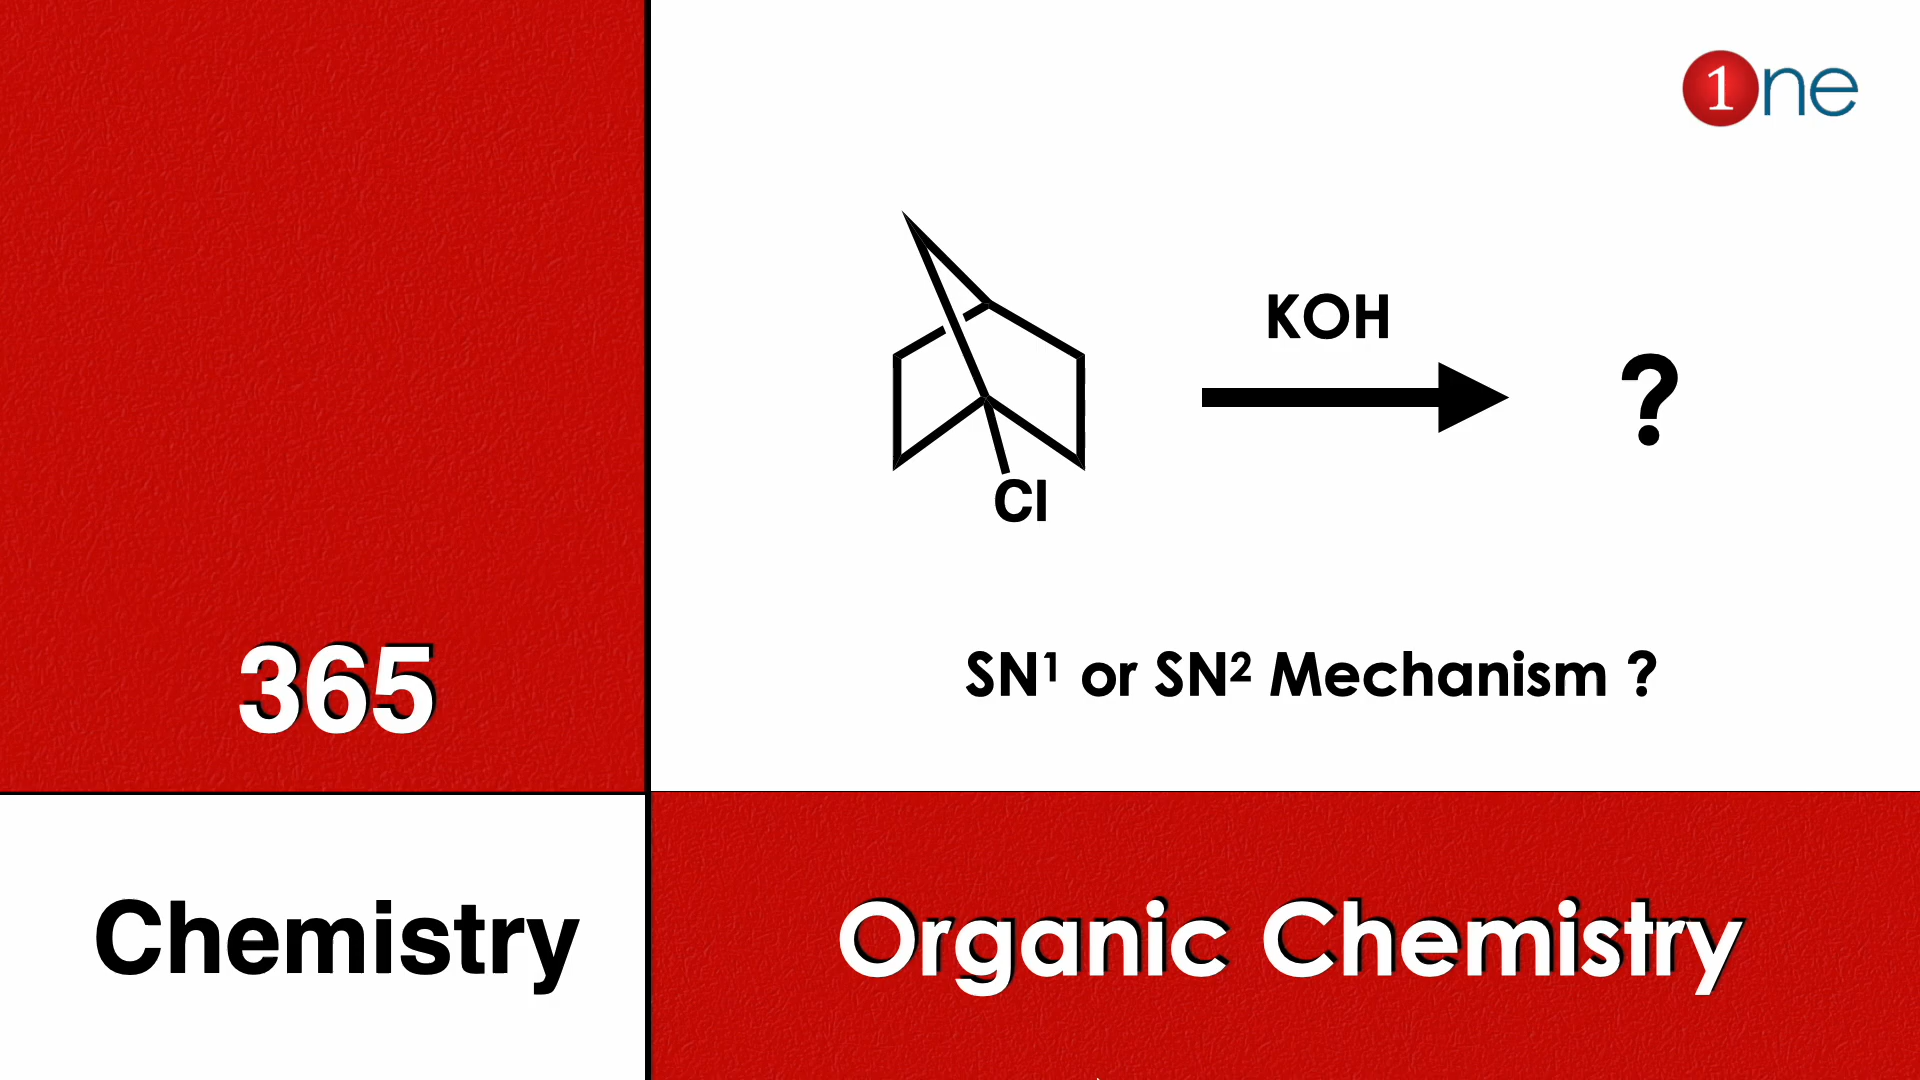 1ne
KOH
?
Cl
SN¹ or SN² Mechanism ?
365
Chemistry
Organic Chemistry